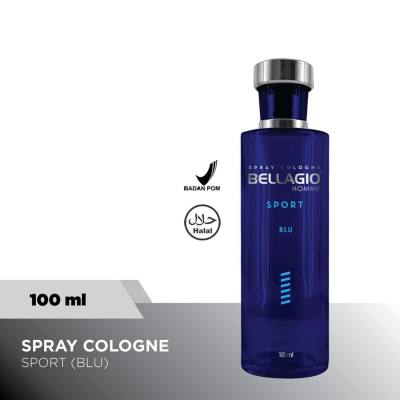 BADAN POM
حلال
Halal
100 ml
SPRAY COLOGNE
SPORT (BLU)
SPRAY COLOGNE
BELLAGIO
HOMME
SPORT
BLU
100ml